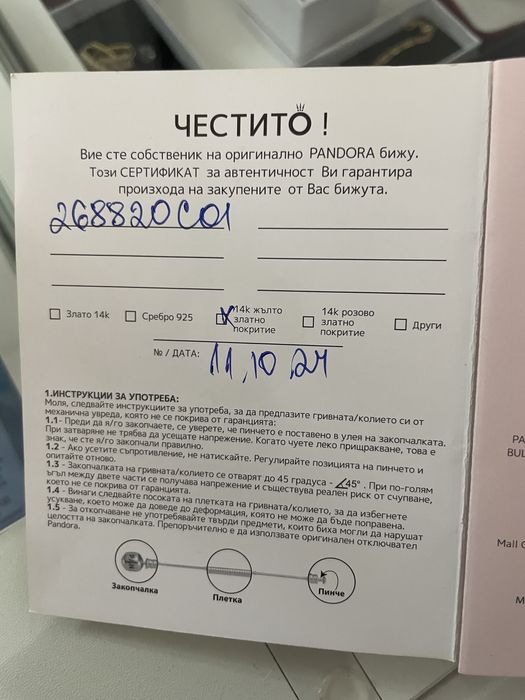 ЧЕСТИТО !
Вие сте собственик на оригинално PANDORA бижу.
Този СЕРТИФИКАТ за автентичност Ви гарантира
произхода на закупените от Вас бижута.
268820C01
Злато 14k
Сребро 925
14k жълто
златно
покритие
14k розово
златно
покритие
Други
№ / ДАТА: 11,10,24
1.ИНСТРУКЦИИ ЗА УПОТРЕБА:
Моля, следвайте инструкциите за употреба, за да предпазите гривната/колието си от
механична увреда, която не се покрива от гаранцията:
1.1- Преди да я/го закопчаете, се уверете, че пинчето е поставено в улея на закопчалката.
При затваряне не трябва да усещате напрежение. Когато чуете леко прищракване, това е
знак, че сте я/го закопчали правилно.
1.2 - Ако усетите съпротивление, не натискайте. Регулирайте позицията на пинчето и
опитайте отново.
1.3 - Закопчалката на гривната/колието се отварят до 45 градуса - ∠45° . При по-голям
ъгъл между двете части се получава напрежение и съществува реален риск от счупване,
което не се покрива от гаранцията.
1.4 - Винаги следвайте посоката на плетката на гривната/колието, за да избегнете
усукване, което може да доведе до деформация, която не може да бъде поправена.
1.5 - За откопчаване не употребявайте твърди предмети, които биха могли да нарушат
целостта на закопчалката. Препоръчително е да използвате оригинален отключвател
Pandora.
Закопчалка
Плетка
Пинче
PA
BUL
Mall
M